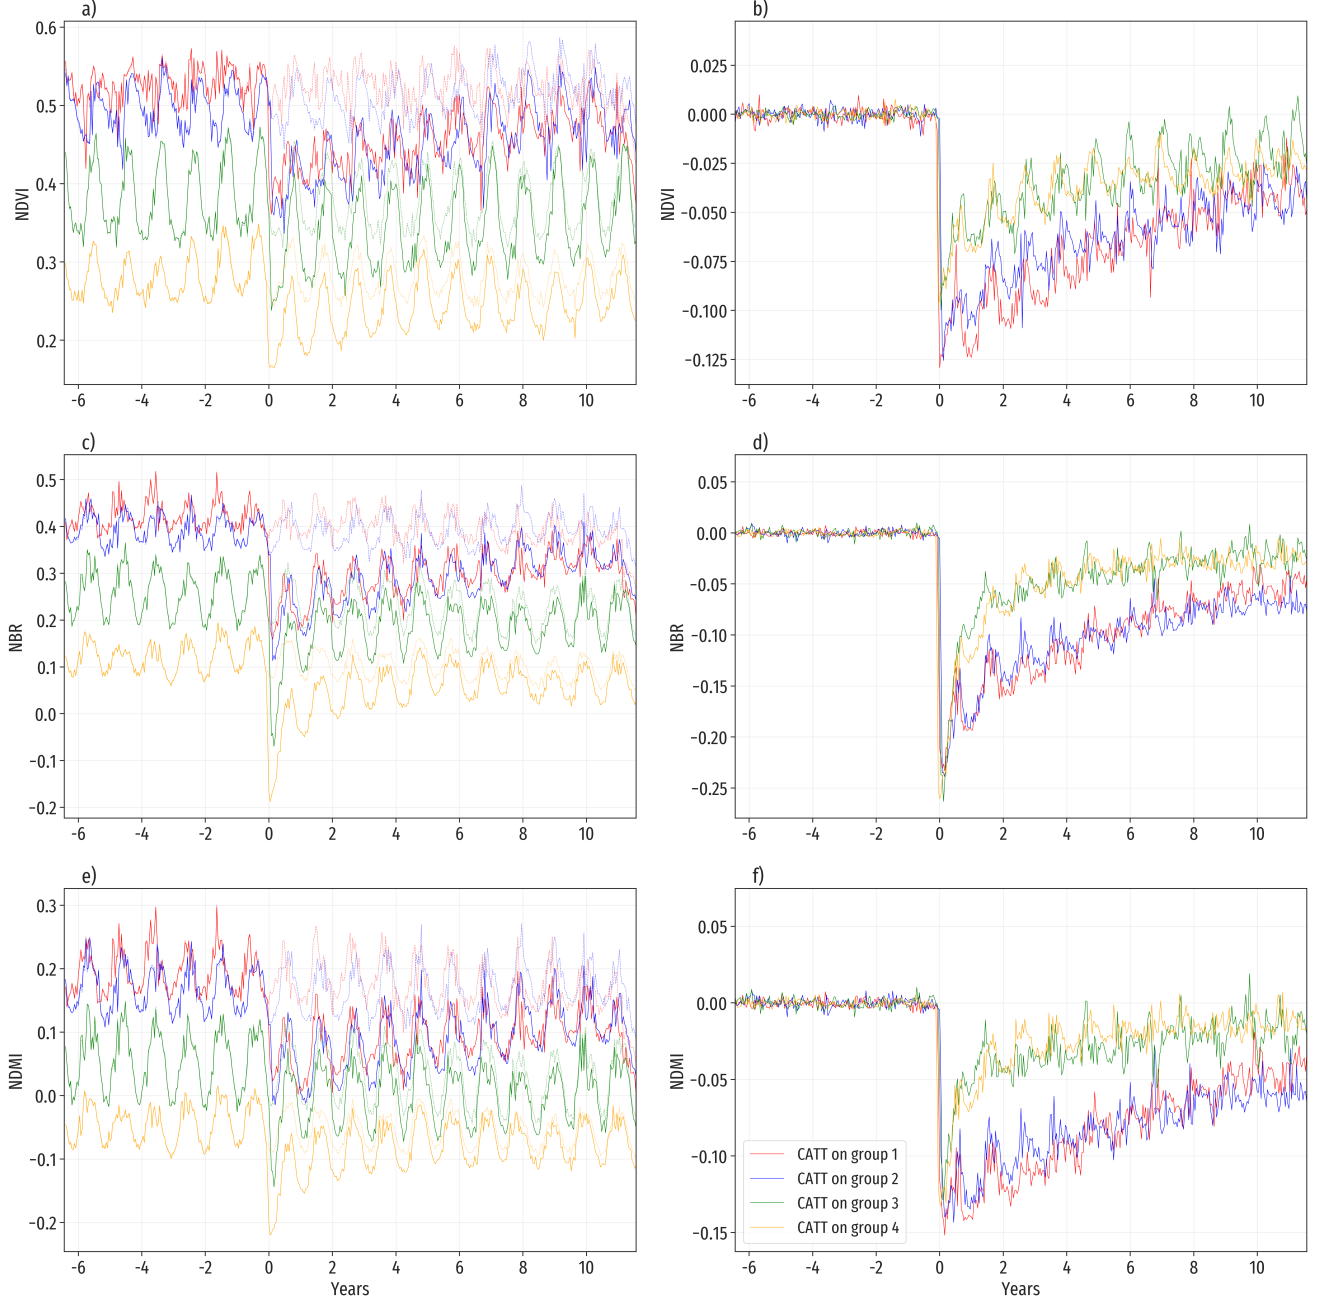 a)
0.6
0.5
0.4
0.3
0.2
NDVI
-6 -4 -2 0 2 4 6 8 10
b)
0.025
0.000
−0.025
−0.050
−0.075
−0.100
−0.125
NDVI
-6 -4 -2 0 2 4 6 8 10
c)
0.5
0.4
0.3
0.2
0.1
0.0
−0.1
−0.2
NBR
-6 -4 -2 0 2 4 6 8 10
d)
0.05
0.00
−0.05
−0.10
−0.15
−0.20
−0.25
NBR
-6 -4 -2 0 2 4 6 8 10
e)
0.3
0.2
0.1
0.0
−0.1
−0.2
NDMI
-6 -4 -2 0 2 4 6 8 10
Years
f)
0.05
0.00
−0.05
−0.10
−0.15
NDMI
CATT on group 1
CATT on group 2
CATT on group 3
CATT on group 4
-6 -4 -2 0 2 4 6 8 10
Years